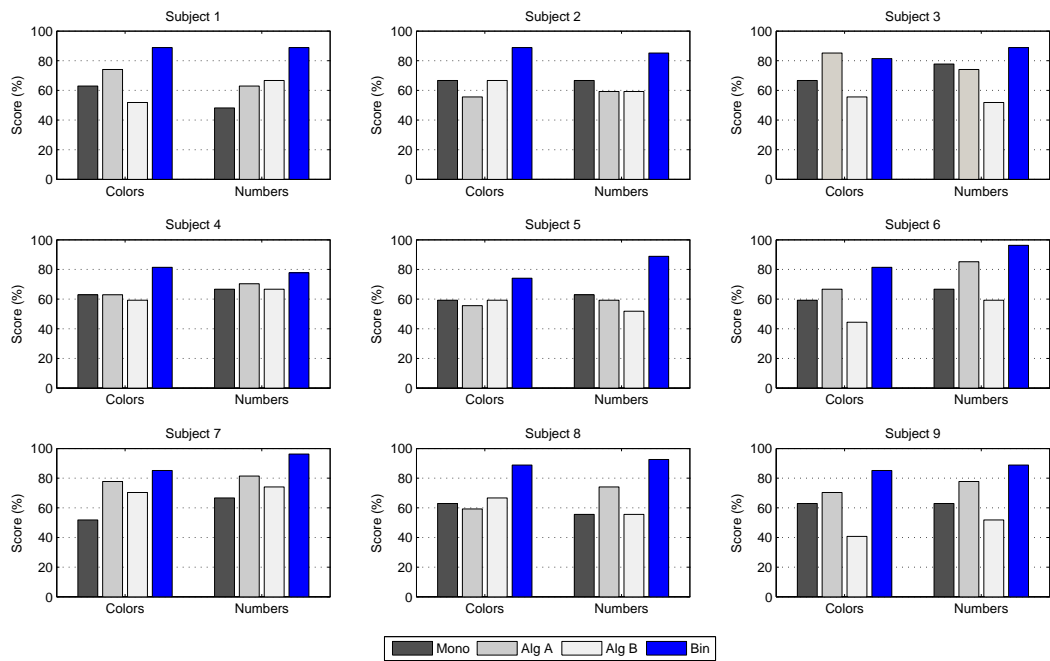 Subject 1
100
80
60
40
20
0
Score (%)
Colors Numbers
Subject 2
100
80
60
40
20
0
Score (%)
Colors Numbers
Subject 3
100
80
60
40
20
0
Score (%)
Colors Numbers
Subject 4
100
80
60
40
20
0
Score (%)
Colors Numbers
Subject 5
100
80
60
40
20
0
Score (%)
Colors Numbers
Subject 6
100
80
60
40
20
0
Score (%)
Colors Numbers
Subject 7
100
80
60
40
20
0
Score (%)
Colors Numbers
Subject 8
100
80
60
40
20
0
Score (%)
Colors Numbers
Subject 9
100
80
60
40
20
0
Score (%)
Colors Numbers
Mono Alg A Alg B Bin